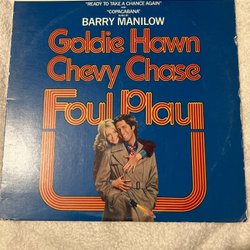 "READY TO TAKE A CHANCE AGAIN"
"COPACABANA"
BARRY MANILOW
Goldie Hawn
Chevy Chase
Foul Play